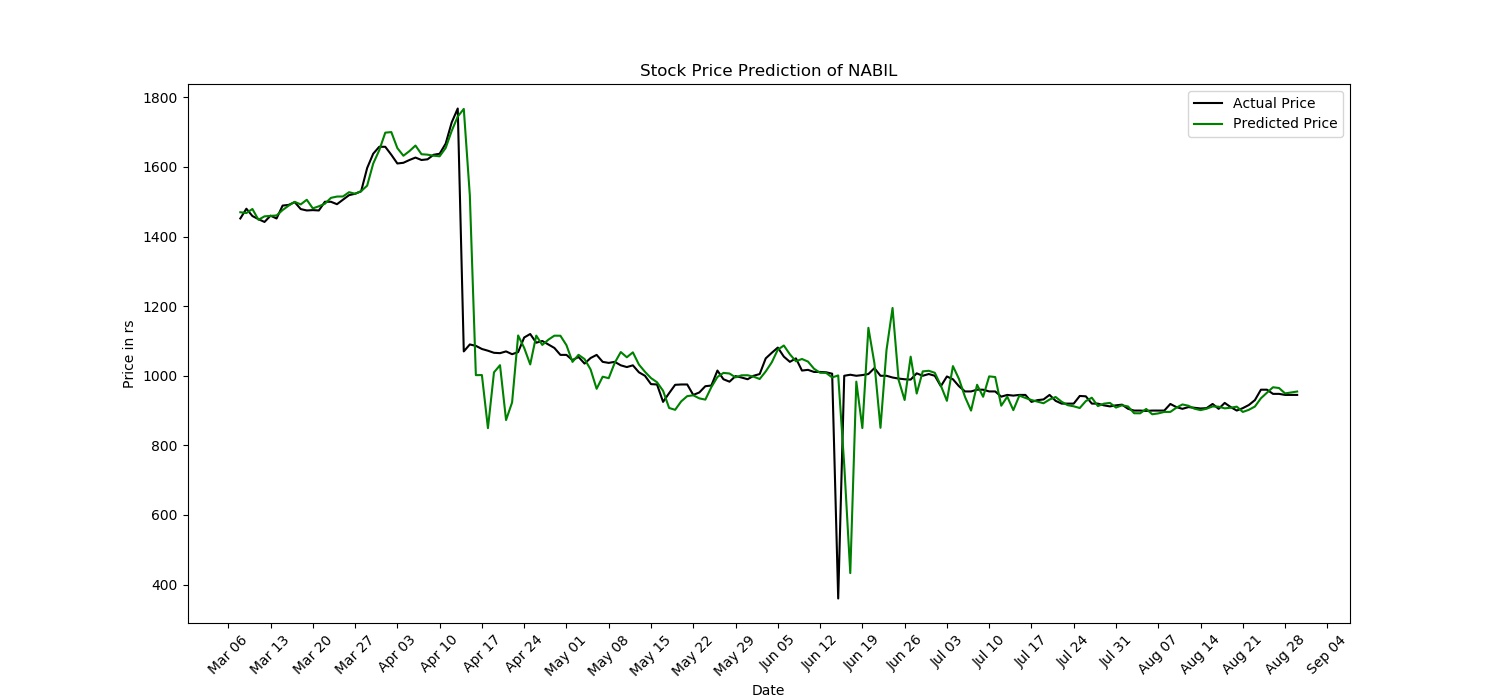 Stock Price Prediction of NABIL
Actual Price
Predicted Price
Price in rs
1800
1600
1400
1200
1000
800
600
400
Mar 06 Mar 13 Mar 20 Mar 27 Apr 03 Apr 10 Apr 17 Apr 24 May 01 May 08 May 15 May 22 May 29 Jun 05 Jun 12 Jun 19 Jun 26 Jul 03 Jul 10 Jul 17 Jul 24 Jul 31 Aug 07 Aug 14 Aug 21 Aug 28 Sep 04
Date